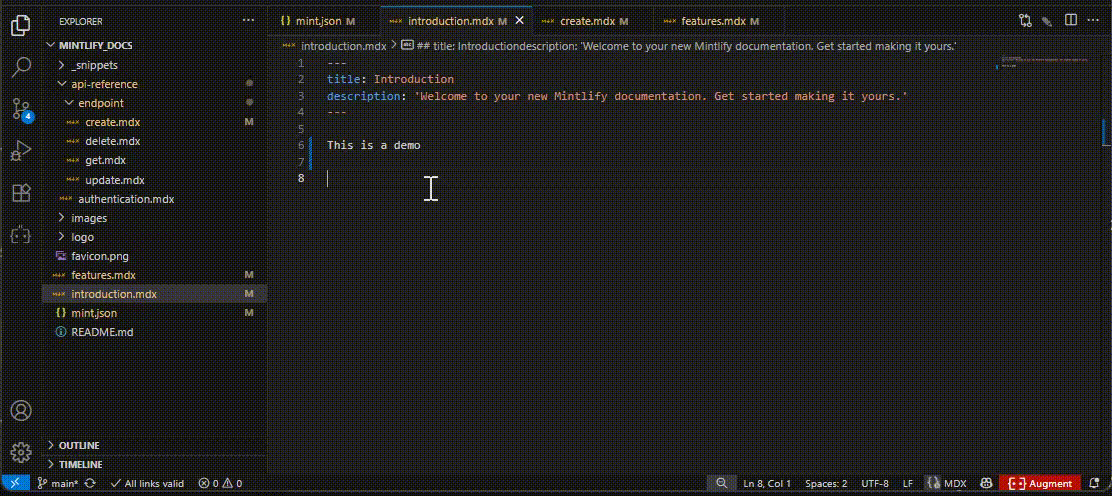 EXPLORER
{} mint.json M
introduction.mdx M
create.mdx M
features.mdx M
MINTLIFY_DOCS
introduction.mdx > ## title: Introductiondescription: 'Welcome to your new Mintlify documentation. Get started making it yours.'
_snippets
api-reference
endpoint
create.mdx M
delete.mdx
get.mdx
update.mdx
authentication.mdx
images
logo
favicon.png
features.mdx M
introduction.mdx M
{} mint.json M
README.md
OUTLINE
TIMELINE
4
1 ---
2 title: Introduction
3 description: 'Welcome to your new Mintlify documentation. Get started making it yours.'
4 ---
5
6 This is a demo
7
8
main* All links valid 0 0 Ln 8, Col 1 Spaces: 2 UTF-8 LF MDX Augment